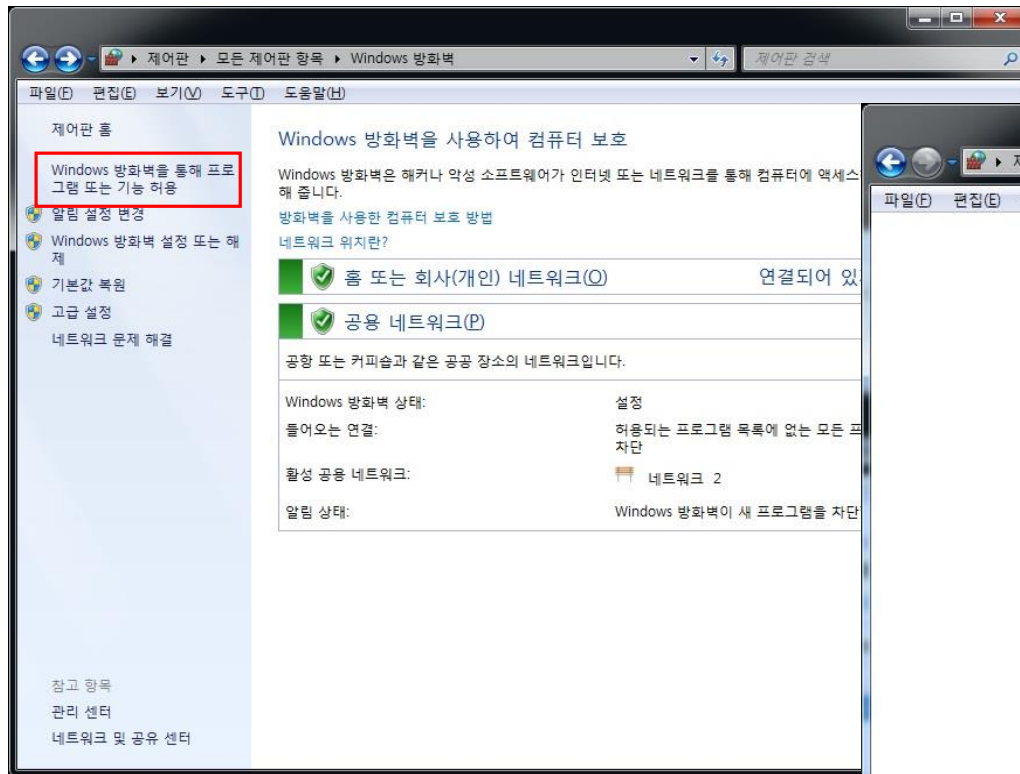 제어판 ▸ 모든 제어판 항목 ▸ Windows 방화벽
제어판 검색
파일(F) 편집(E) 보기(V) 도구(T) 도움말(H)
제어판 홈
Windows 방화벽을 통해 프로
그램 또는 기능 허용
알림 설정 변경
Windows 방화벽 설정 또는 해
제
기본값 복원
고급 설정
네트워크 문제 해결
참고 항목
관리 센터
네트워크 및 공유 센터
Windows 방화벽을 사용하여 컴퓨터 보호
Windows 방화벽은 해커나 악성 소프트웨어가 인터넷 또는 네트워크를 통해 컴퓨터에 액세스
해 줍니다.
방화벽을 사용한 컴퓨터 보호 방법
네트워크 위치란?
홈 또는 회사(개인) 네트워크(O) 연결되어 있
공용 네트워크(P)
공항 또는 커피숍과 같은 공공 장소의 네트워크입니다.
Windows 방화벽 상태: 설정
들어오는 연결: 허용되는 프로그램 목록에 없는 모든 프
차단
활성 공용 네트워크: 네트워크 2
알림 상태: Windows 방화벽이 새 프로그램을 차단
파일(F) 편집(E)